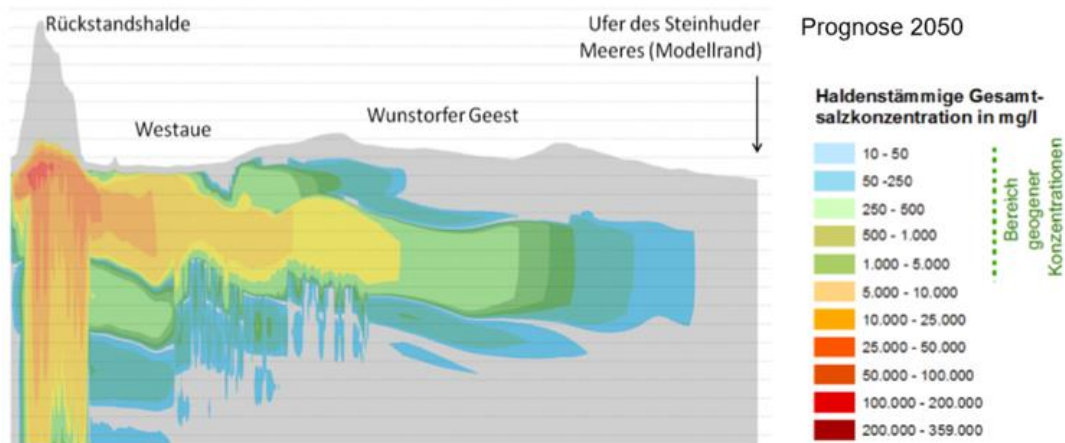 Rückstandshalde
Ufer des Steinhuder
Meeres (Modellrand)
Westaue
Wunstorfer Geest
Prognose 2050
Haldenstämmige Gesamt-
salzkonzentration in mg/l
10 - 50
50 -250
250 - 500
500 - 1.000
1.000 - 5.000
5.000 - 10.000
10.000 - 25.000
25.000 - 50.000
50.000 - 100.000
100.000 - 200.000
200.000 - 359.000
Bereich
geogener
Konzentrationen